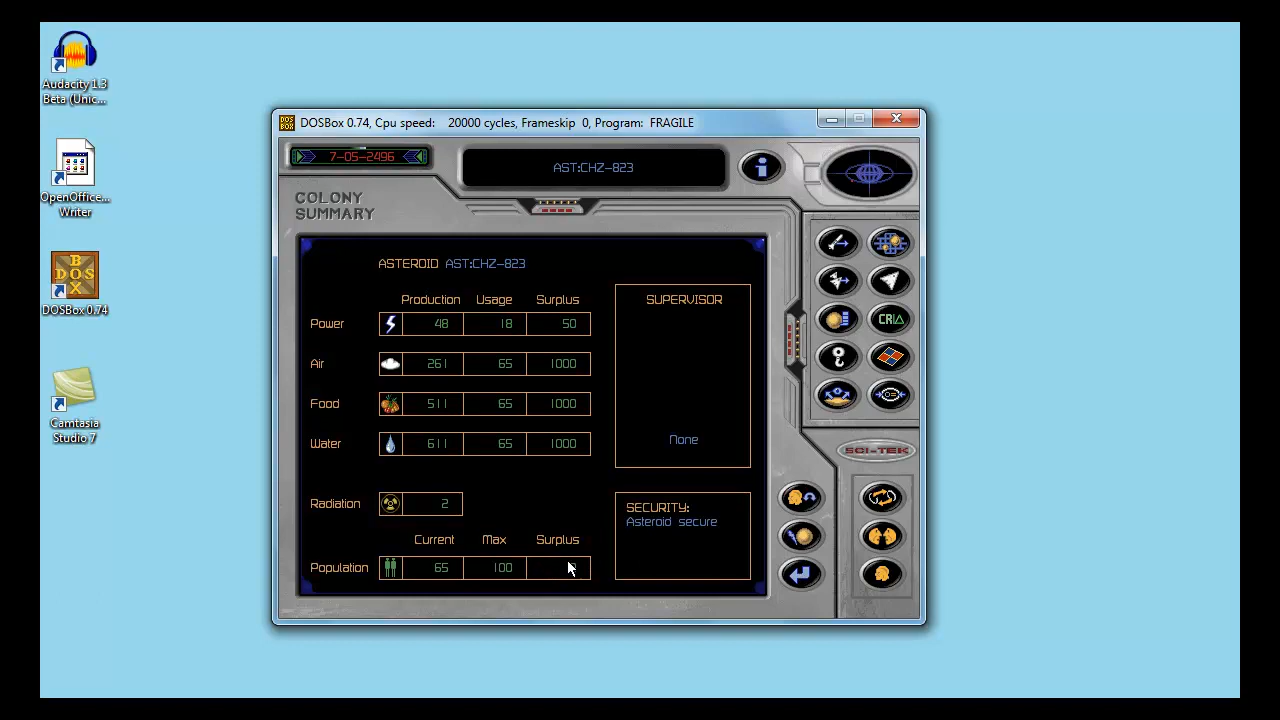 Audacity 1.3
Beta (Unic...
OpenOffice...
Writer
DOSBox 0.74
Camtasia
Studio 7
DOSBox 0.74, Cpu speed: 20000 cycles, Frameskip 0, Program: FRAGILE
7-05-2496
AST:CHZ-823
COLONY
SUMMARY
ASTEROID AST:CHZ-823
Production Usage Surplus
Power 48 18 50
Air 261 65 1000
Food 511 65 1000
Water 611 65 1000
Radiation 2
Current Max Surplus
Population 65 100
SUPERVISOR
None
SECURITY:
Asteroid secure
CRIA
SCI-TEK